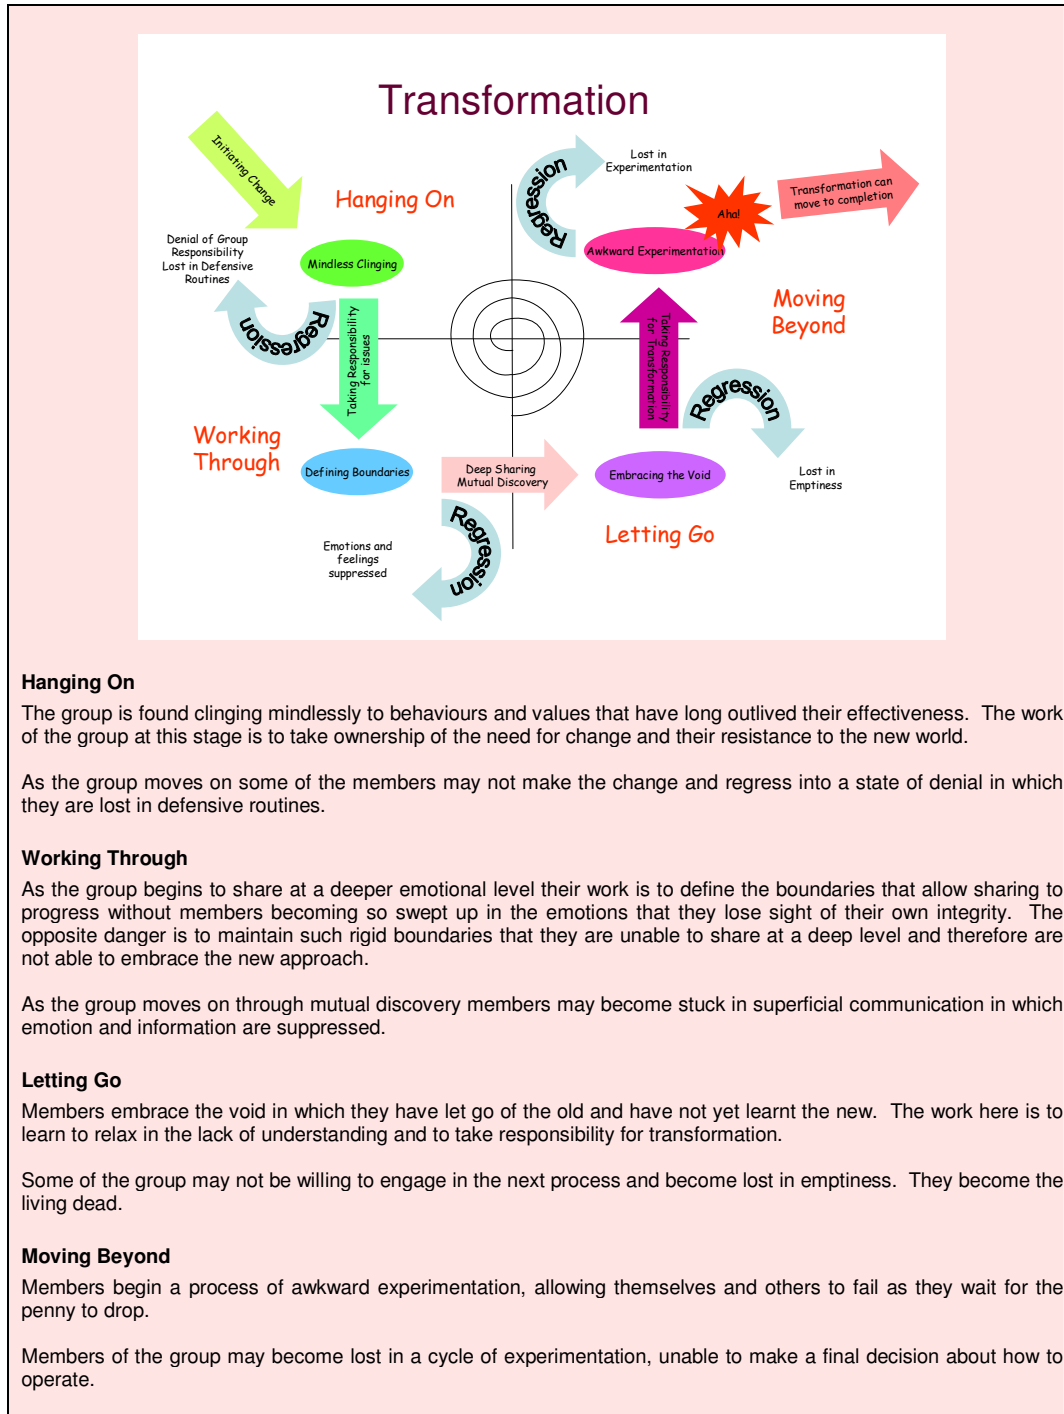 Transformation
Initiating Change
Hanging On
Denial of Group
Responsibility
Lost in Defensive
Routines
Mindless Clinging
Regression
Taking Responsibility
for issues
Working
Through
Defining Boundaries
Deep Sharing
Mutual Discovery
Regression
Emotions and
feelings
suppressed
Embracing the Void
Letting Go
Regression
Lost in
Emptiness
Taking Responsibility
for Transformation
Moving
Beyond
Awkward Experimentation
Regression
Lost in
Experimentation
Aha!
Transformation can
move to completion
Hanging On
The group is found clinging mindlessly to behaviours and values that have long outlived their effectiveness. The work
of the group at this stage is to take ownership of the need for change and their resistance to the new world.
As the group moves on some of the members may not make the change and regress into a state of denial in which
they are lost in defensive routines.
Working Through
As the group begins to share at a deeper emotional level their work is to define the boundaries that allow sharing to
progress without members becoming so swept up in the emotions that they lose sight of their own integrity. The
opposite danger is to maintain such rigid boundaries that they are unable to share at a deep level and therefore are
not able to embrace the new approach.
As the group moves on through mutual discovery members may become stuck in superficial communication in which
emotion and information are suppressed.
Letting Go
Members embrace the void in which they have let go of the old and have not yet learnt the new. The work here is to
learn to relax in the lack of understanding and to take responsibility for transformation.
Some of the group may not be willing to engage in the next process and become lost in emptiness. They become the
living dead.
Moving Beyond
Members begin a process of awkward experimentation, allowing themselves and others to fail as they wait for the
penny to drop.
Members of the group may become lost in a cycle of experimentation, unable to make a final decision about how to
operate.